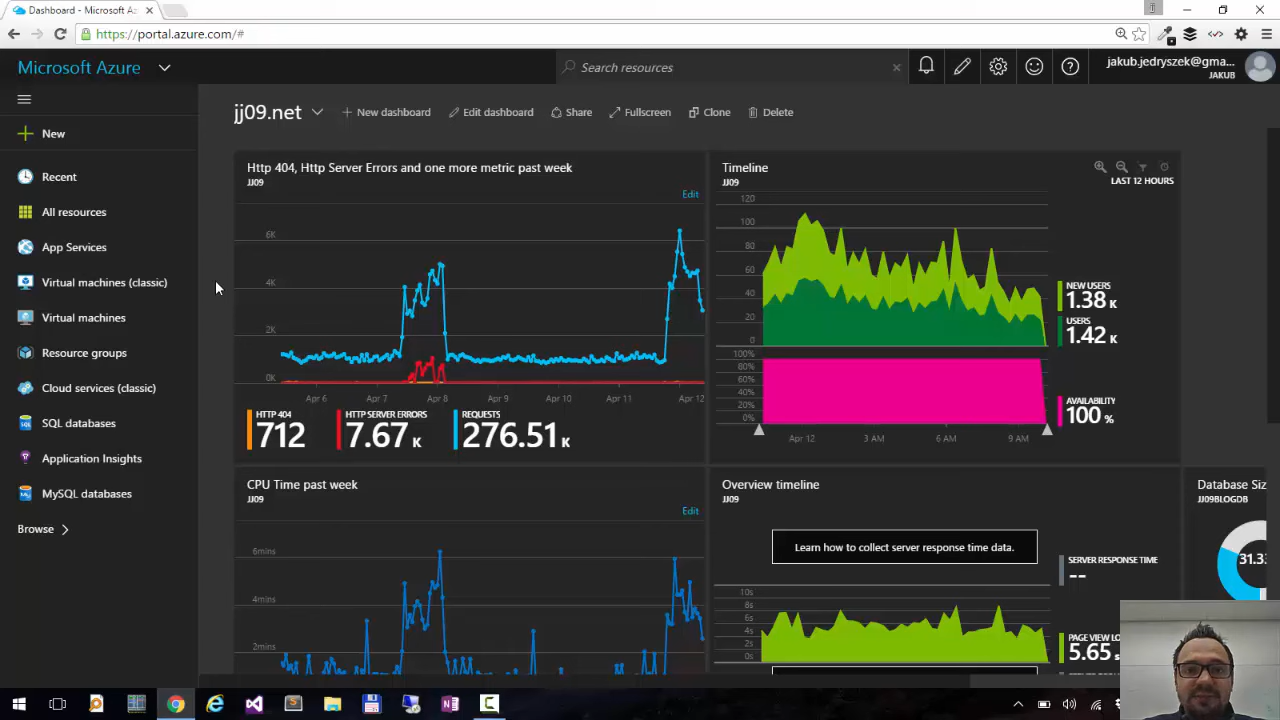 Dashboard - Microsoft Az
https://portal.azure.com/#
Microsoft Azure
Search resources
jakub.jedryszek@gma...
JAKUB
jj09.net
New dashboard
Edit dashboard
Share
Fullscreen
Clone
Delete
New
Recent
All resources
App Services
Virtual machines (classic)
Virtual machines
Resource groups
Cloud services (classic)
SQL databases
Application Insights
MySQL databases
Browse
Http 404, Http Server Errors and one more metric past week
JJ09
Edit
6K
4K
2K
0K
Apr 6
Apr 7
Apr 8
Apr 9
Apr 10
Apr 11
Apr 12
HTTP 404
712
HTTP SERVER ERRORS
7.67 K
REQUESTS
276.51 K
Timeline
JJ09
LAST 12 HOURS
120
100
80
60
40
20
0
100%
80%
60%
40%
20%
0%
Apr 12
3 AM
6 AM
9 AM
NEW USERS
1.38 K
USERS
1.42 K
AVAILABILITY
100 %
CPU Time past week
JJ09
Edit
6mins
4mins
2mins
Overview timeline
JJ09
Learn how to collect server response time data.
10s
8s
6s
4s
2s
0s
SERVER RESPONSE TIME
--
PAGE VIEW LO
5.65
Database Siz
JJ09BLOGDB
31.33